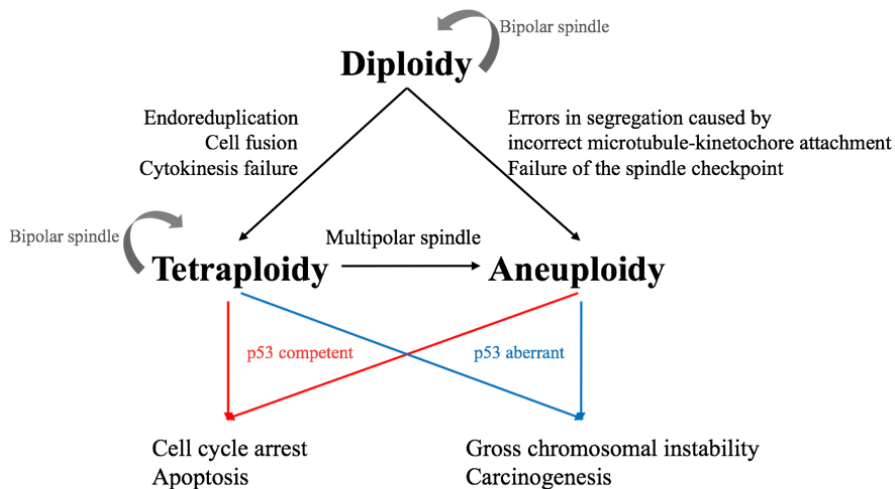 Bipolar spindle
Diploidy
Endoreduplication
Cell fusion
Cytokinesis failure
Errors in segregation caused by
incorrect microtubule-kinetochore attachment
Failure of the spindle checkpoint
Bipolar spindle
Multipolar spindle
Tetraploidy
Aneuploidy
p53 competent
p53 aberrant
Cell cycle arrest
Apoptosis
Gross chromosomal instability
Carcinogenesis